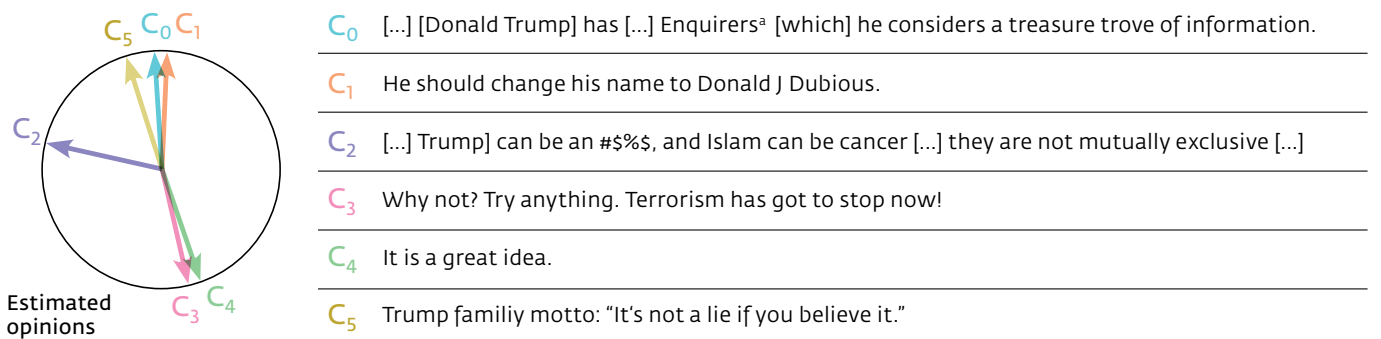 C5 C0 C1
C2
C3 C4
Estimated
opinions
C0 [...] [Donald Trump] has [...] Enquirersᵃ [which] he considers a treasure trove of information.
C1 He should change his name to Donald J Dubious.
C2 [...] Trump] can be an #$%$, and Islam can be cancer [...] they are not mutually exclusive [...]
C3 Why not? Try anything. Terrorism has got to stop now!
C4 It is a great idea.
C5 Trump familiy motto: “It's not a lie if you believe it.”